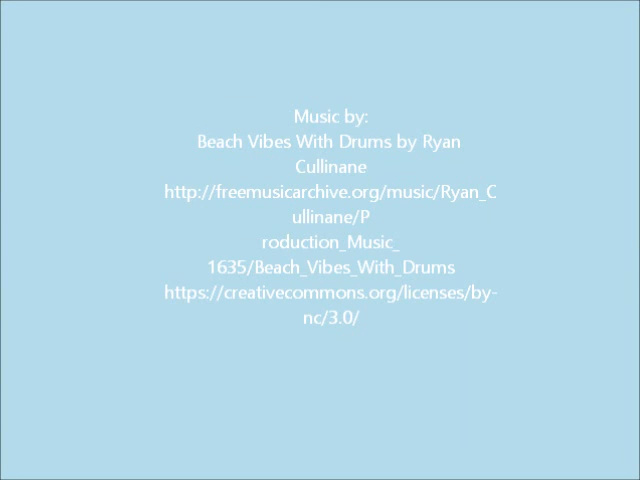 Music by:
Beach Vibes With Drums by Ryan
Cullinane
http://freemusicarchive.org/music/Ryan_C
ullinane/P
roduction_Music_
1635/Beach_Vibes_With_Drums
https://creativecommons.org/licenses/by-
nc/3.0/